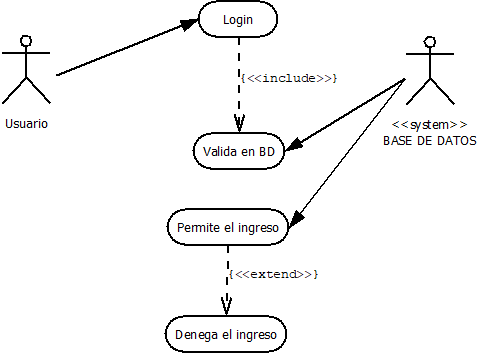 Login
{<<include>>}
Usuario
<<system>>
BASE DE DATOS
Valida en BD
Permite el ingreso
{<<extend>>}
Denega el ingreso